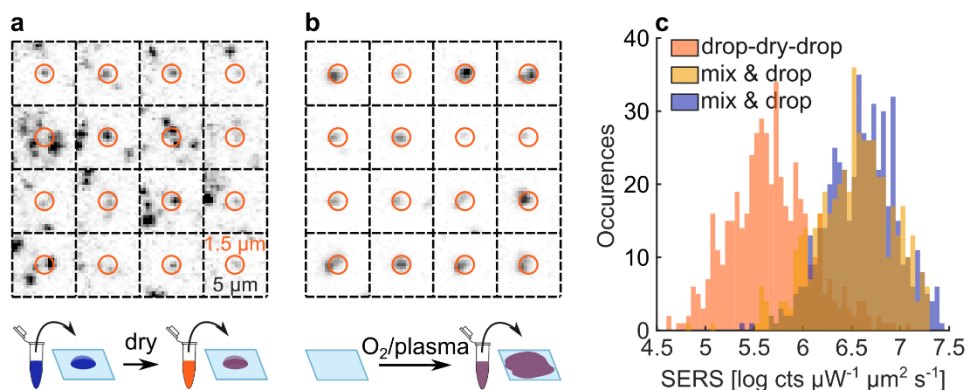 a
1.5 µm
5 µm
dry
b
O₂/plasma
c
40
30
20
10
0
Occurences
drop-dry-drop
mix & drop
mix & drop
4.5 5 5.5 6 6.5 7 7.5
SERS [log cts µW⁻¹ µm² s⁻¹]